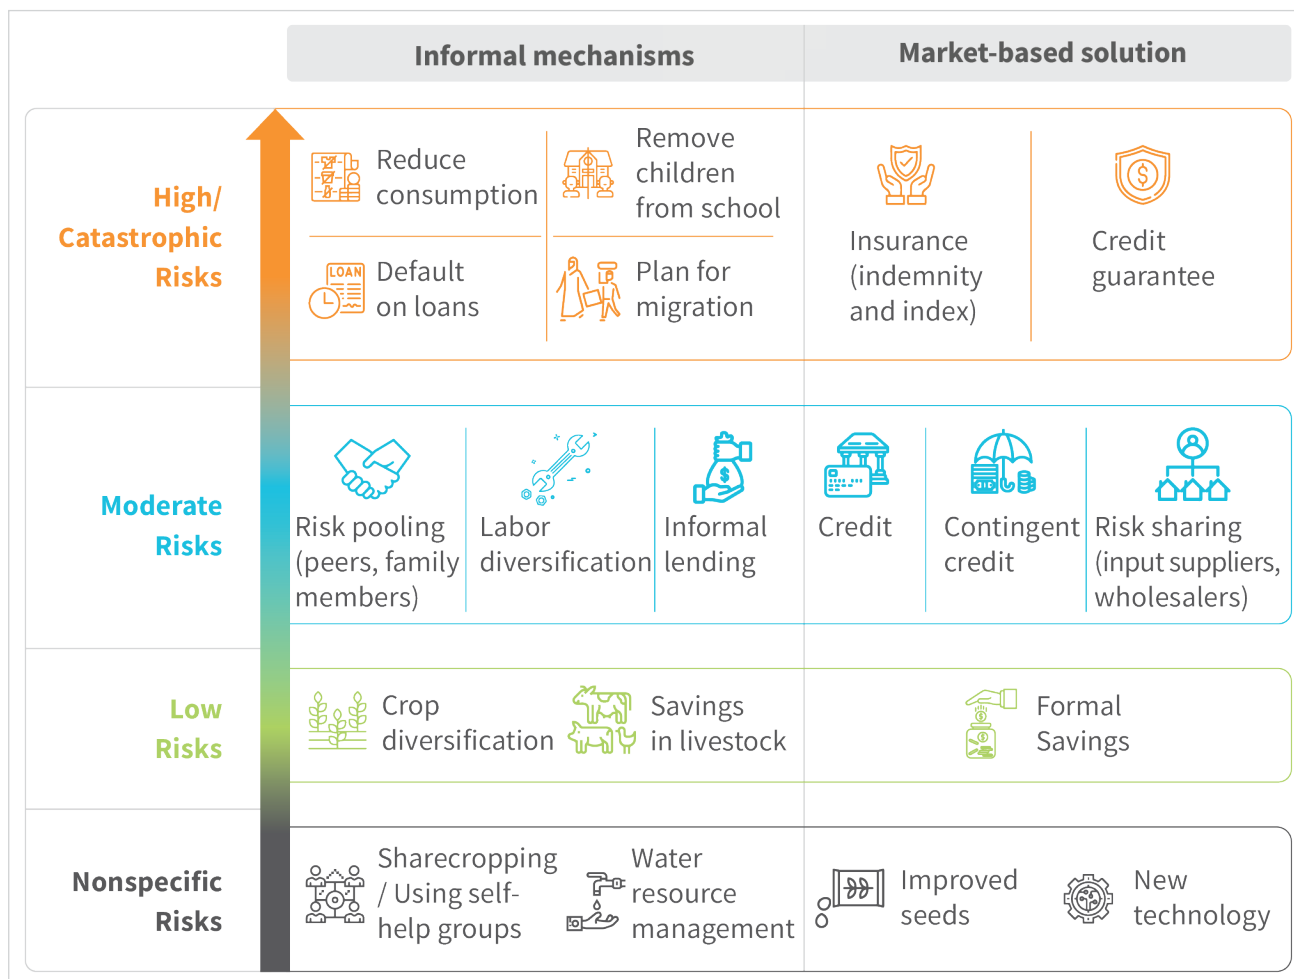 Informal mechanisms
Market-based solution
High/
Catastrophic
Risks
Reduce
consumption
Remove
children
from school
LOAN
Default
on loans
Plan for
migration
Insurance
(indemnity
and index)
Credit
guarantee
Moderate
Risks
Risk pooling
(peers, family
members)
Labor
diversification
Informal
lending
Credit
Contingent
credit
Risk sharing
(input suppliers,
wholesalers)
Low
Risks
Crop
diversification
Savings
in livestock
Formal
Savings
Nonspecific
Risks
Sharecropping
/ Using self-
help groups
Water
resource
management
Improved
seeds
New
technology